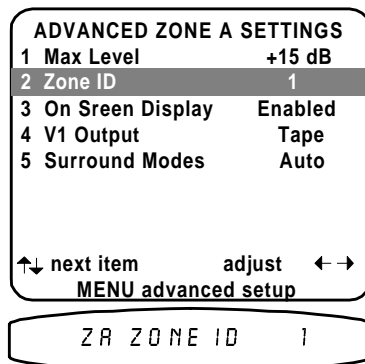 ADVANCED ZONE A SETTINGS
1 Max Level +15 dB
2 Zone ID 1
3 On Sreen Display Enabled
4 V1 Output Tape
5 Surround Modes Auto
↑↓ next item adjust ←→
MENU advanced setup
ZA ZONE ID 1